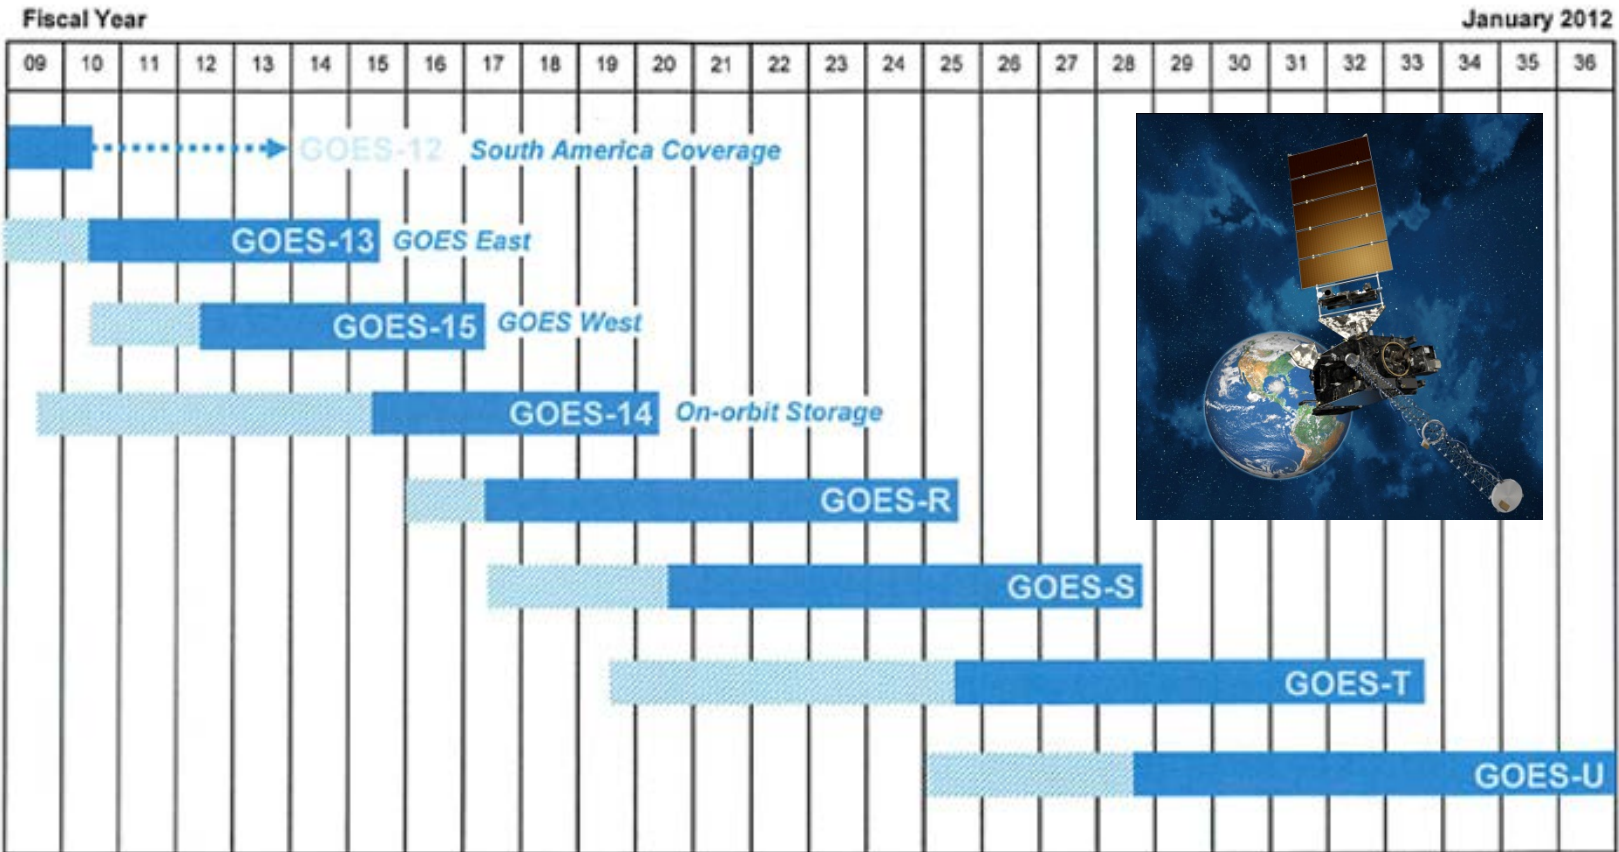 Fiscal Year January 2012
09 10 11 12 13 14 15 16 17 18 19 20 21 22 23 24 25 26 27 28 29 30 31 32 33 34 35 36
GOES-12 South America Coverage
GOES-13 GOES East
GOES-15 GOES West
GOES-14 On-orbit Storage
GOES-R
GOES-S
GOES-T
GOES-U